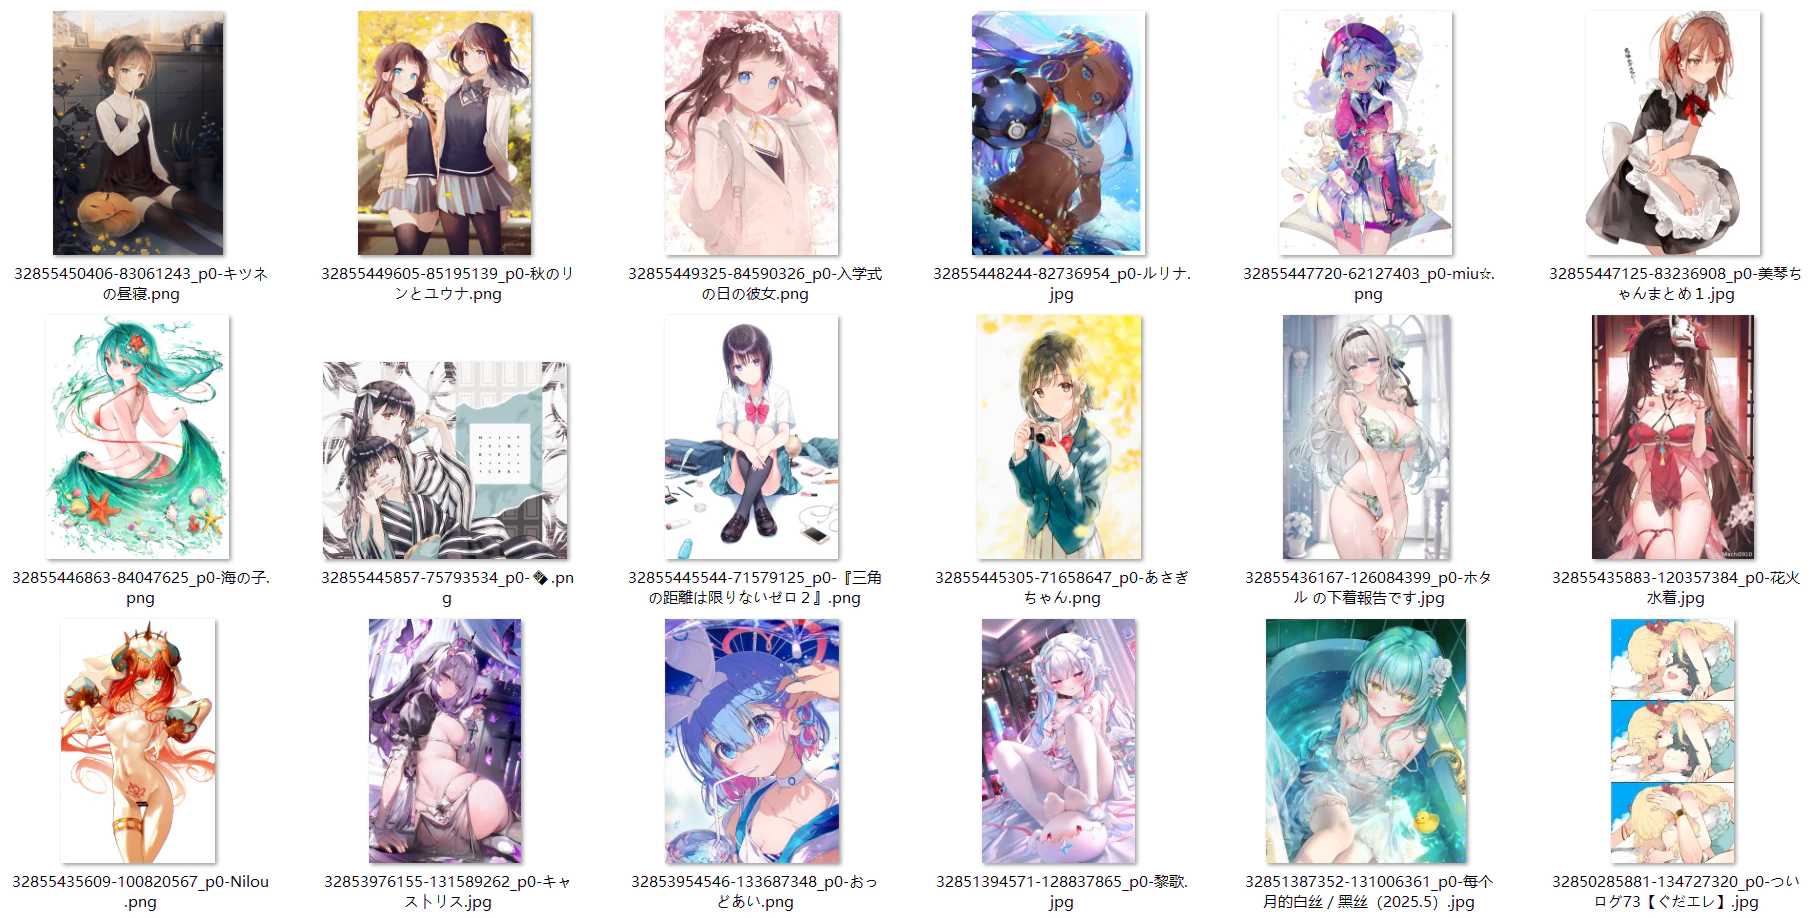 32855450406-83061243_p0-キツネ
の昼寝.png
32855449605-85195139_p0-秋のリ
ンとユウナ.png
32855449325-84590326_p0-入学式
の日の彼女.png
32855448244-82736954_p0-ルリナ.
jpg
32855447720-62127403_p0-miu☆.
png
32855447125-83236908_p0-美琴ち
ゃんまとめ１.jpg
32855446863-84047625_p0-海の子.
png
32855445857-75793534_p0-�.pn
g
32855445544-71579125_p0-『三角
の距離は限りないゼロ２』.png
32855445305-71658647_p0-あさぎ
ちゃん.png
32855436167-126084399_p0-ホタ
ル の下着報告です.jpg
32855435883-120357384_p0-花火
水着.jpg
Machi0910
32855435609-100820567_p0-Nilou
.png
32853976155-131589262_p0-キャ
ストリス.jpg
32853954546-133687348_p0-おっ
どあい.png
32851394571-128837865_p0-黎歌.
jpg
32851387352-131006361_p0-每个
月的白丝 / 黑丝（2025.5）.jpg
32850285881-134727320_p0-つい
ログ73【ぐだエレ】.jpg